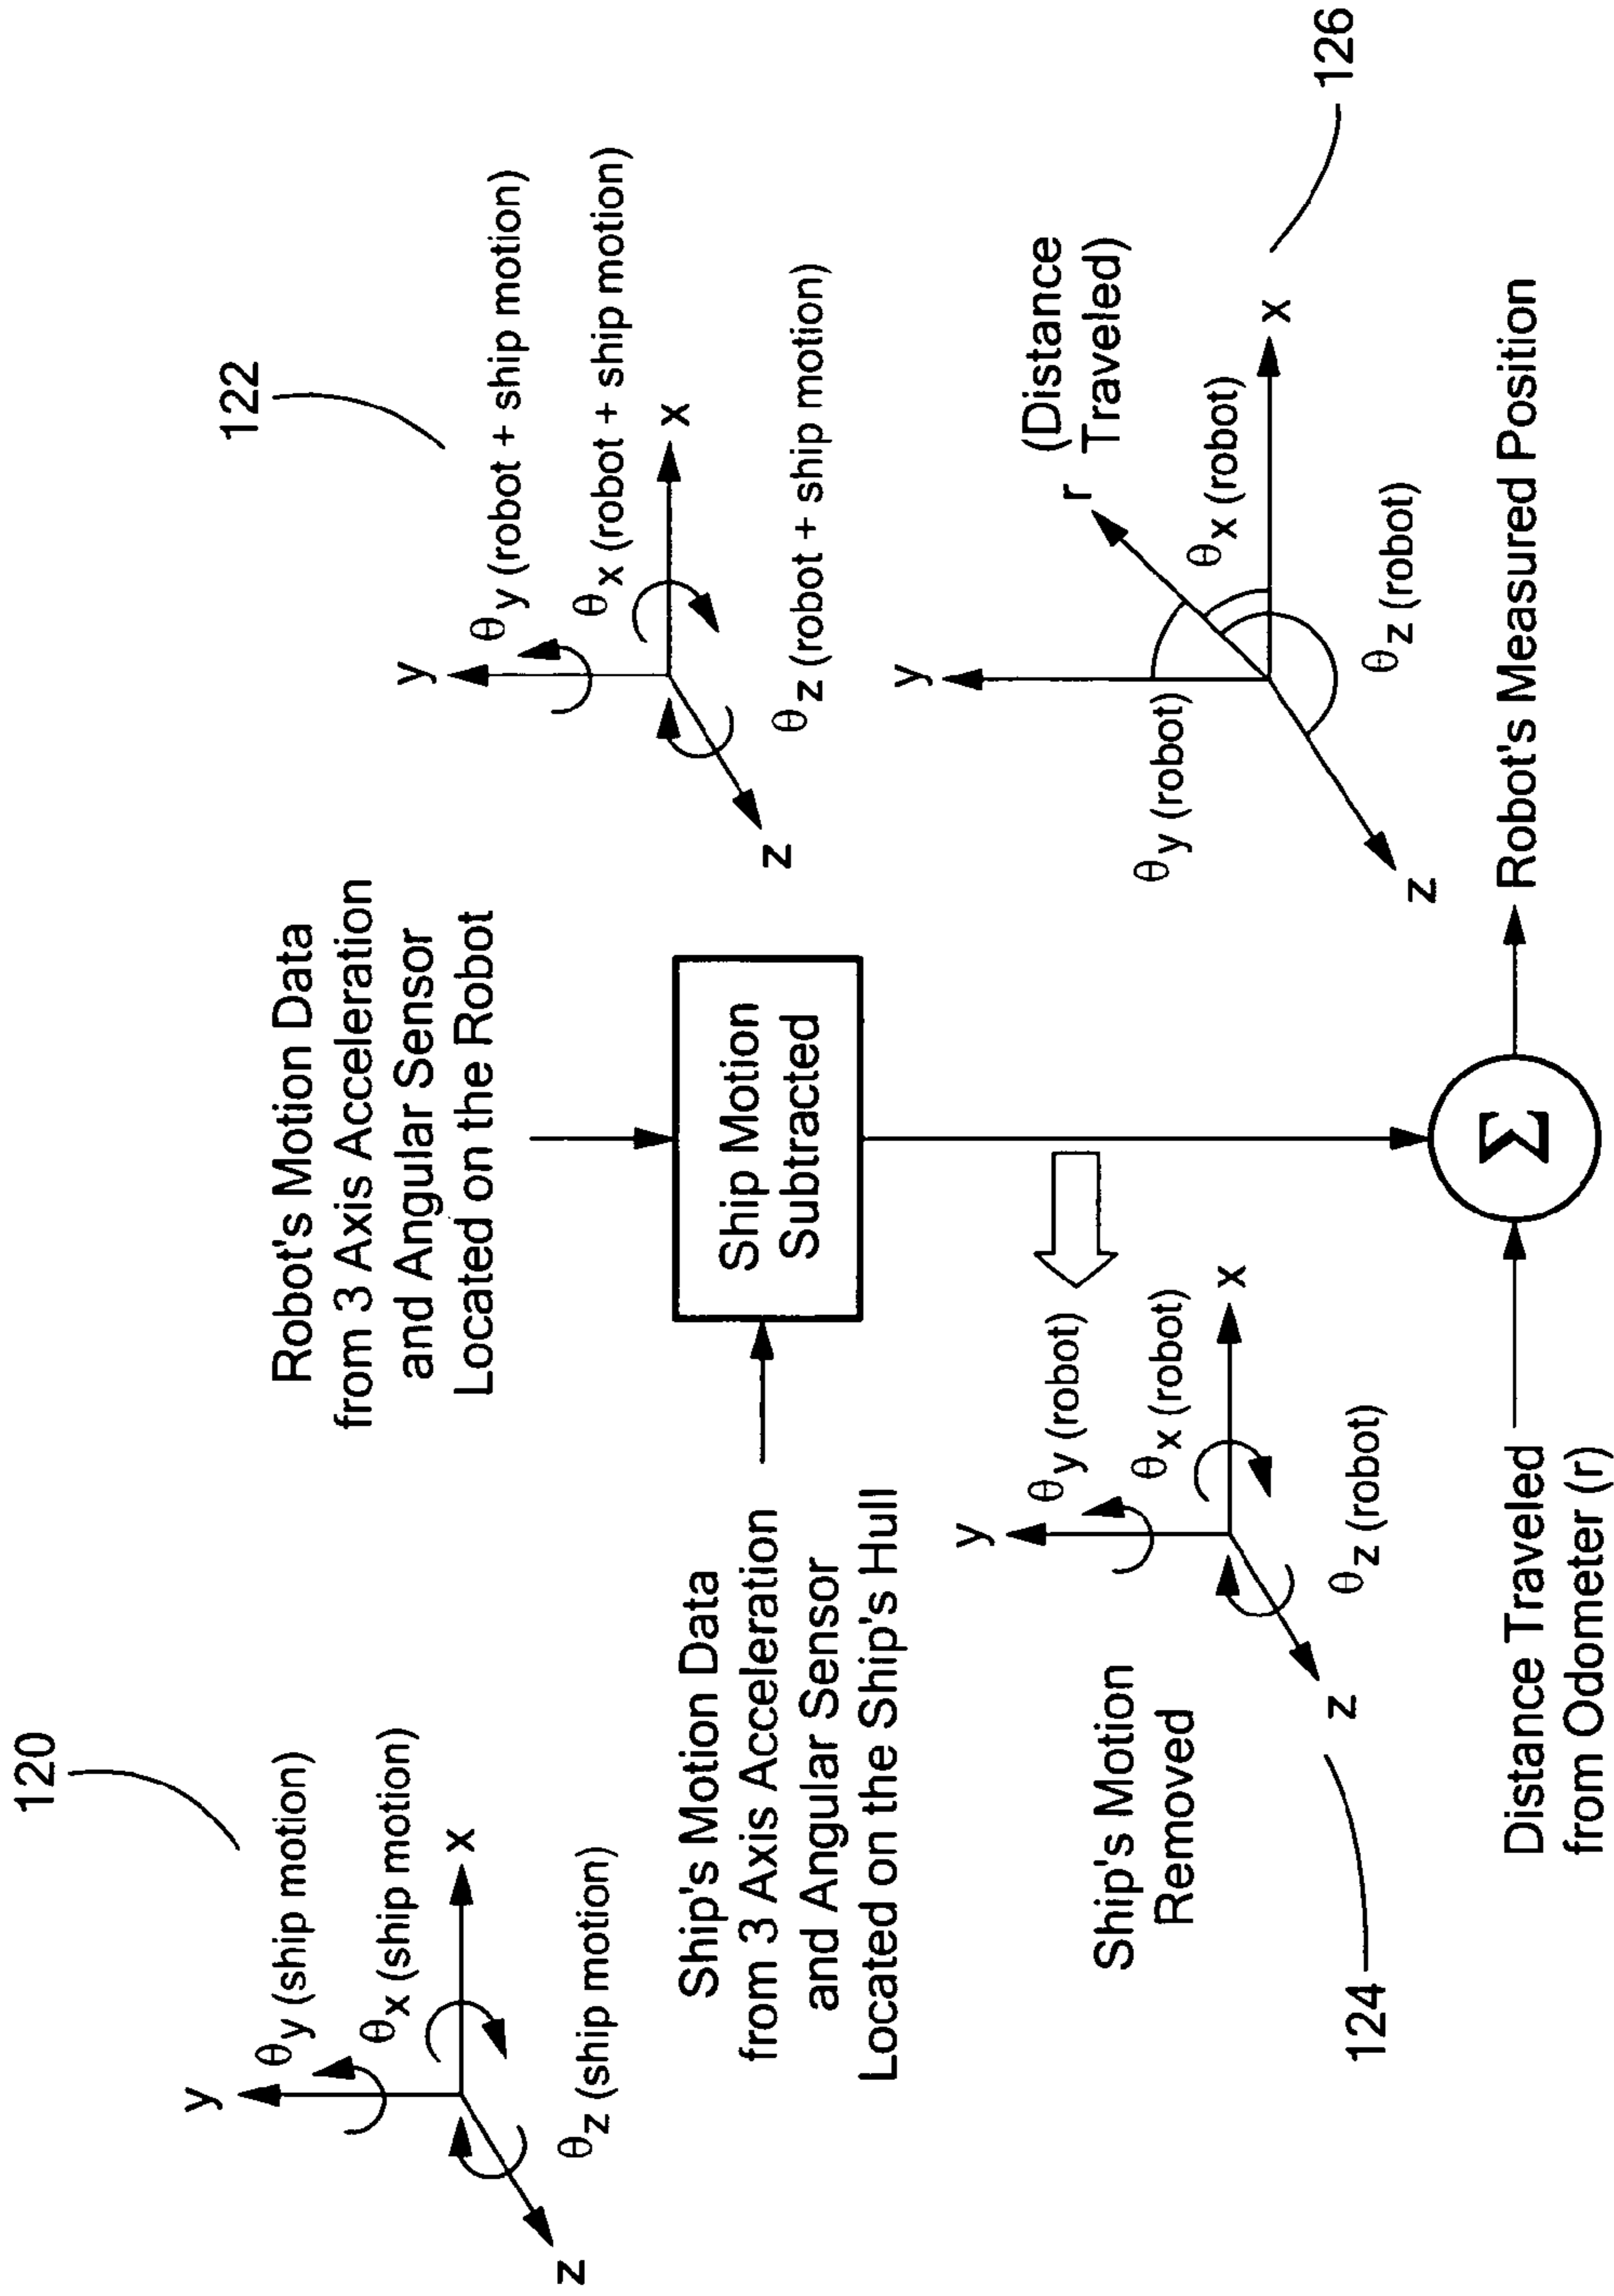 120
y
θy (ship motion)
θx (ship motion)
x
θz (ship motion)
z
122
y
θy (robot + ship motion)
θx (robot + ship motion)
x
θz (robot + ship motion)
z
Robot's Motion Data
from 3 Axis Acceleration
and Angular Sensor
Located on the Robot
Ship's Motion Data
from 3 Axis Acceleration
and Angular Sensor
Located on the Ship's Hull
Ship Motion
Subtracted
Ship's Motion
Removed
y
θy (robot)
θx (robot)
x
θz (robot)
z
124
y
θy (robot)
r
(Distance
Traveled)
θx (robot)
x
θz (robot)
z
126
Distance Traveled
from Odometer (r)
Σ
Robot's Measured Position